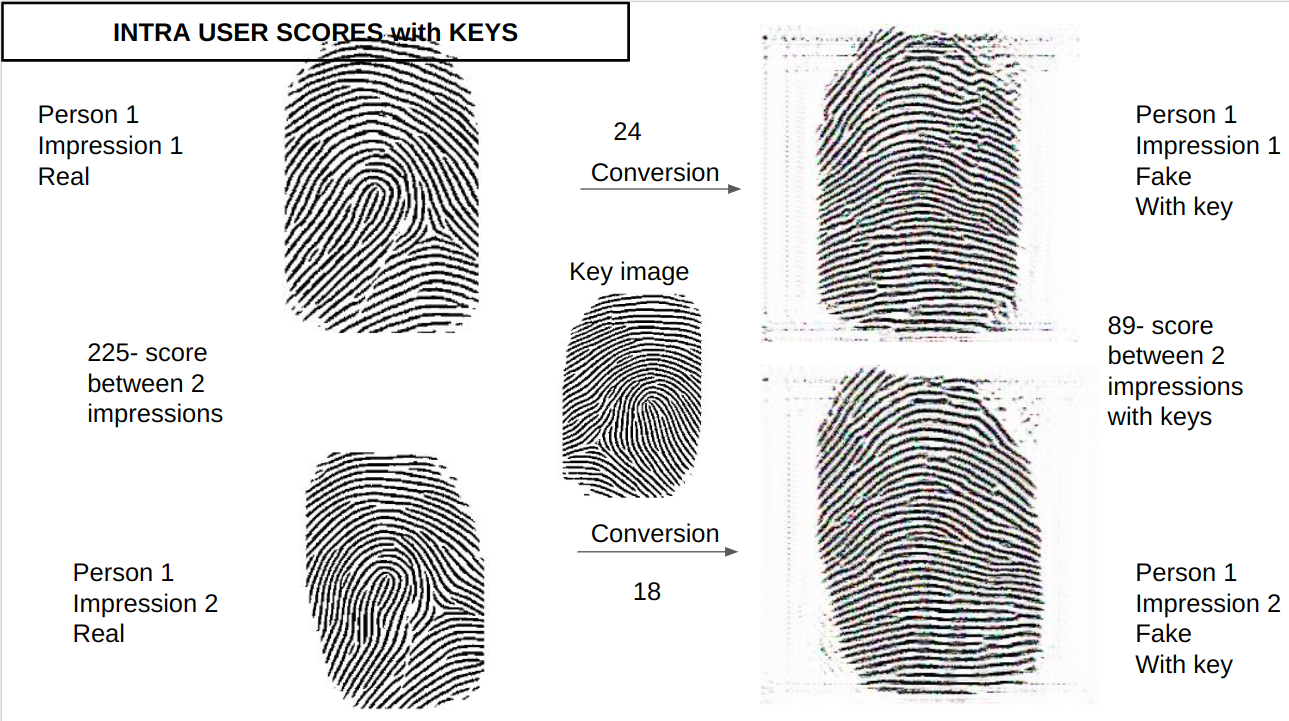 INTRA USER SCORES with KEYS
Person 1
Impression 1
Real
24
Conversion
Person 1
Impression 1
Fake
With key
Key image
225- score
between 2
impressions
89- score
between 2
impressions
with keys
Person 1
Impression 2
Real
Conversion
18
Person 1
Impression 2
Fake
With key